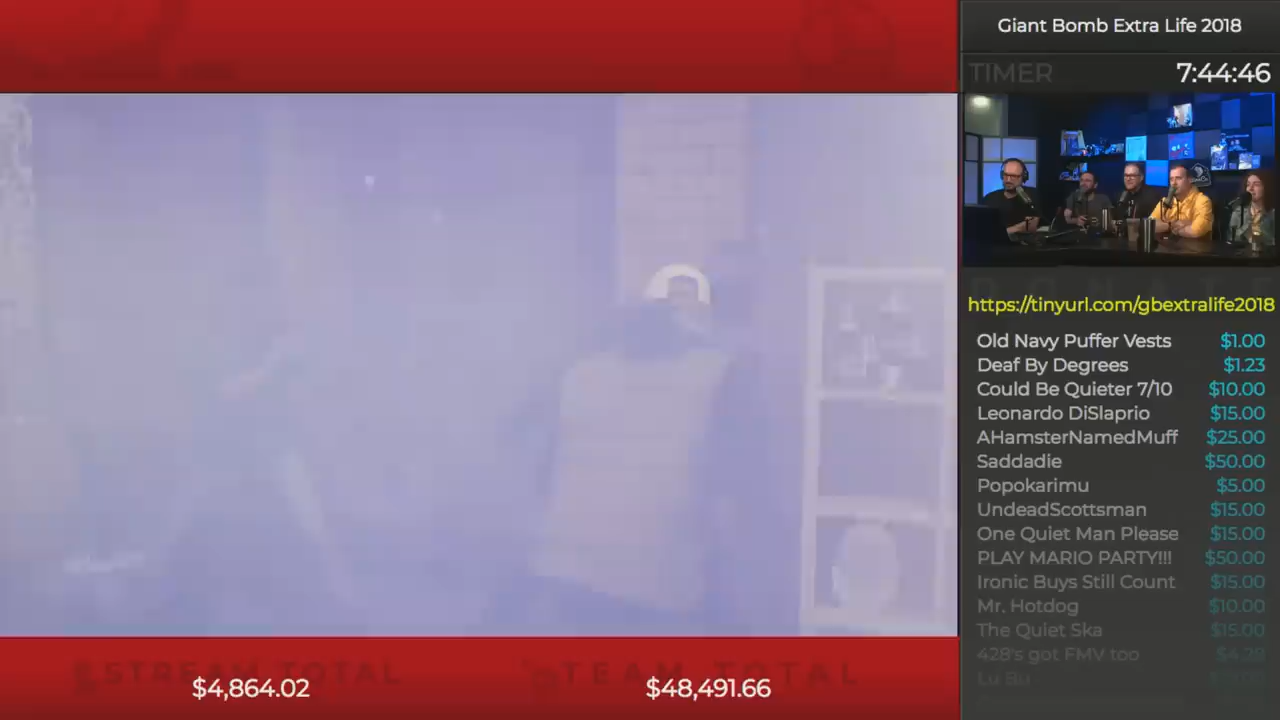 Giant Bomb Extra Life 2018
TIMER
7:44:46
DONATE
https://tinyurl.com/gbextralife2018
Old Navy Puffer Vests $1.00
Deaf By Degrees $1.23
Could Be Quieter 7/10 $10.00
Leonardo DiSlaprio $15.00
AHamsterNamedMuff $25.00
Saddadie $50.00
Popokarimu $5.00
UndeadScottsman $15.00
One Quiet Man Please $15.00
PLAY MARIO PARTY!!! $50.00
Ironic Buys Still Count $15.00
Mr. Hotdog $10.00
The Quiet Ska $15.00
428's got FMV too $4.28
Lu Bu
STREAM TOTAL
TEAM TOTAL
$4,864.02
$48,491.66